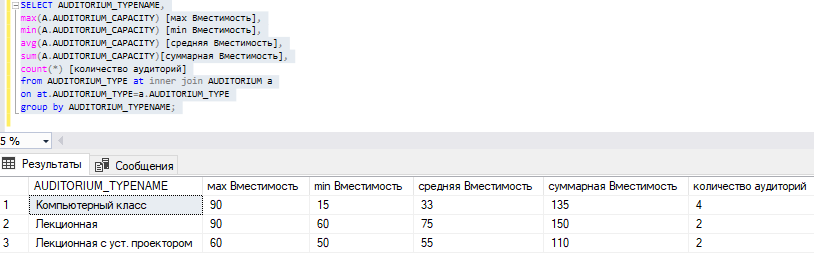 SELECT AUDITORIUM_TYPENAME,
max(A.AUDITORIUM_CAPACITY) [max Вместимость],
min(A.AUDITORIUM_CAPACITY) [min Вместимость],
avg(A.AUDITORIUM_CAPACITY) [средняя Вместимость],
sum(A.AUDITORIUM_CAPACITY)[суммарная Вместимость],
count(*) [количество аудиторий]
from AUDITORIUM_TYPE at inner join AUDITORIUM a
on at.AUDITORIUM_TYPE=a.AUDITORIUM_TYPE
group by AUDITORIUM_TYPENAME;
5 %
Результаты Сообщения
AUDITORIUM_TYPENAME max Вместимость min Вместимость средняя Вместимость суммарная Вместимость количество аудиторий
1 Компьютерный класс 90 15 33 135 4
2 Лекционная 90 60 75 150 2
3 Лекционная с уст. проектором 60 50 55 110 2